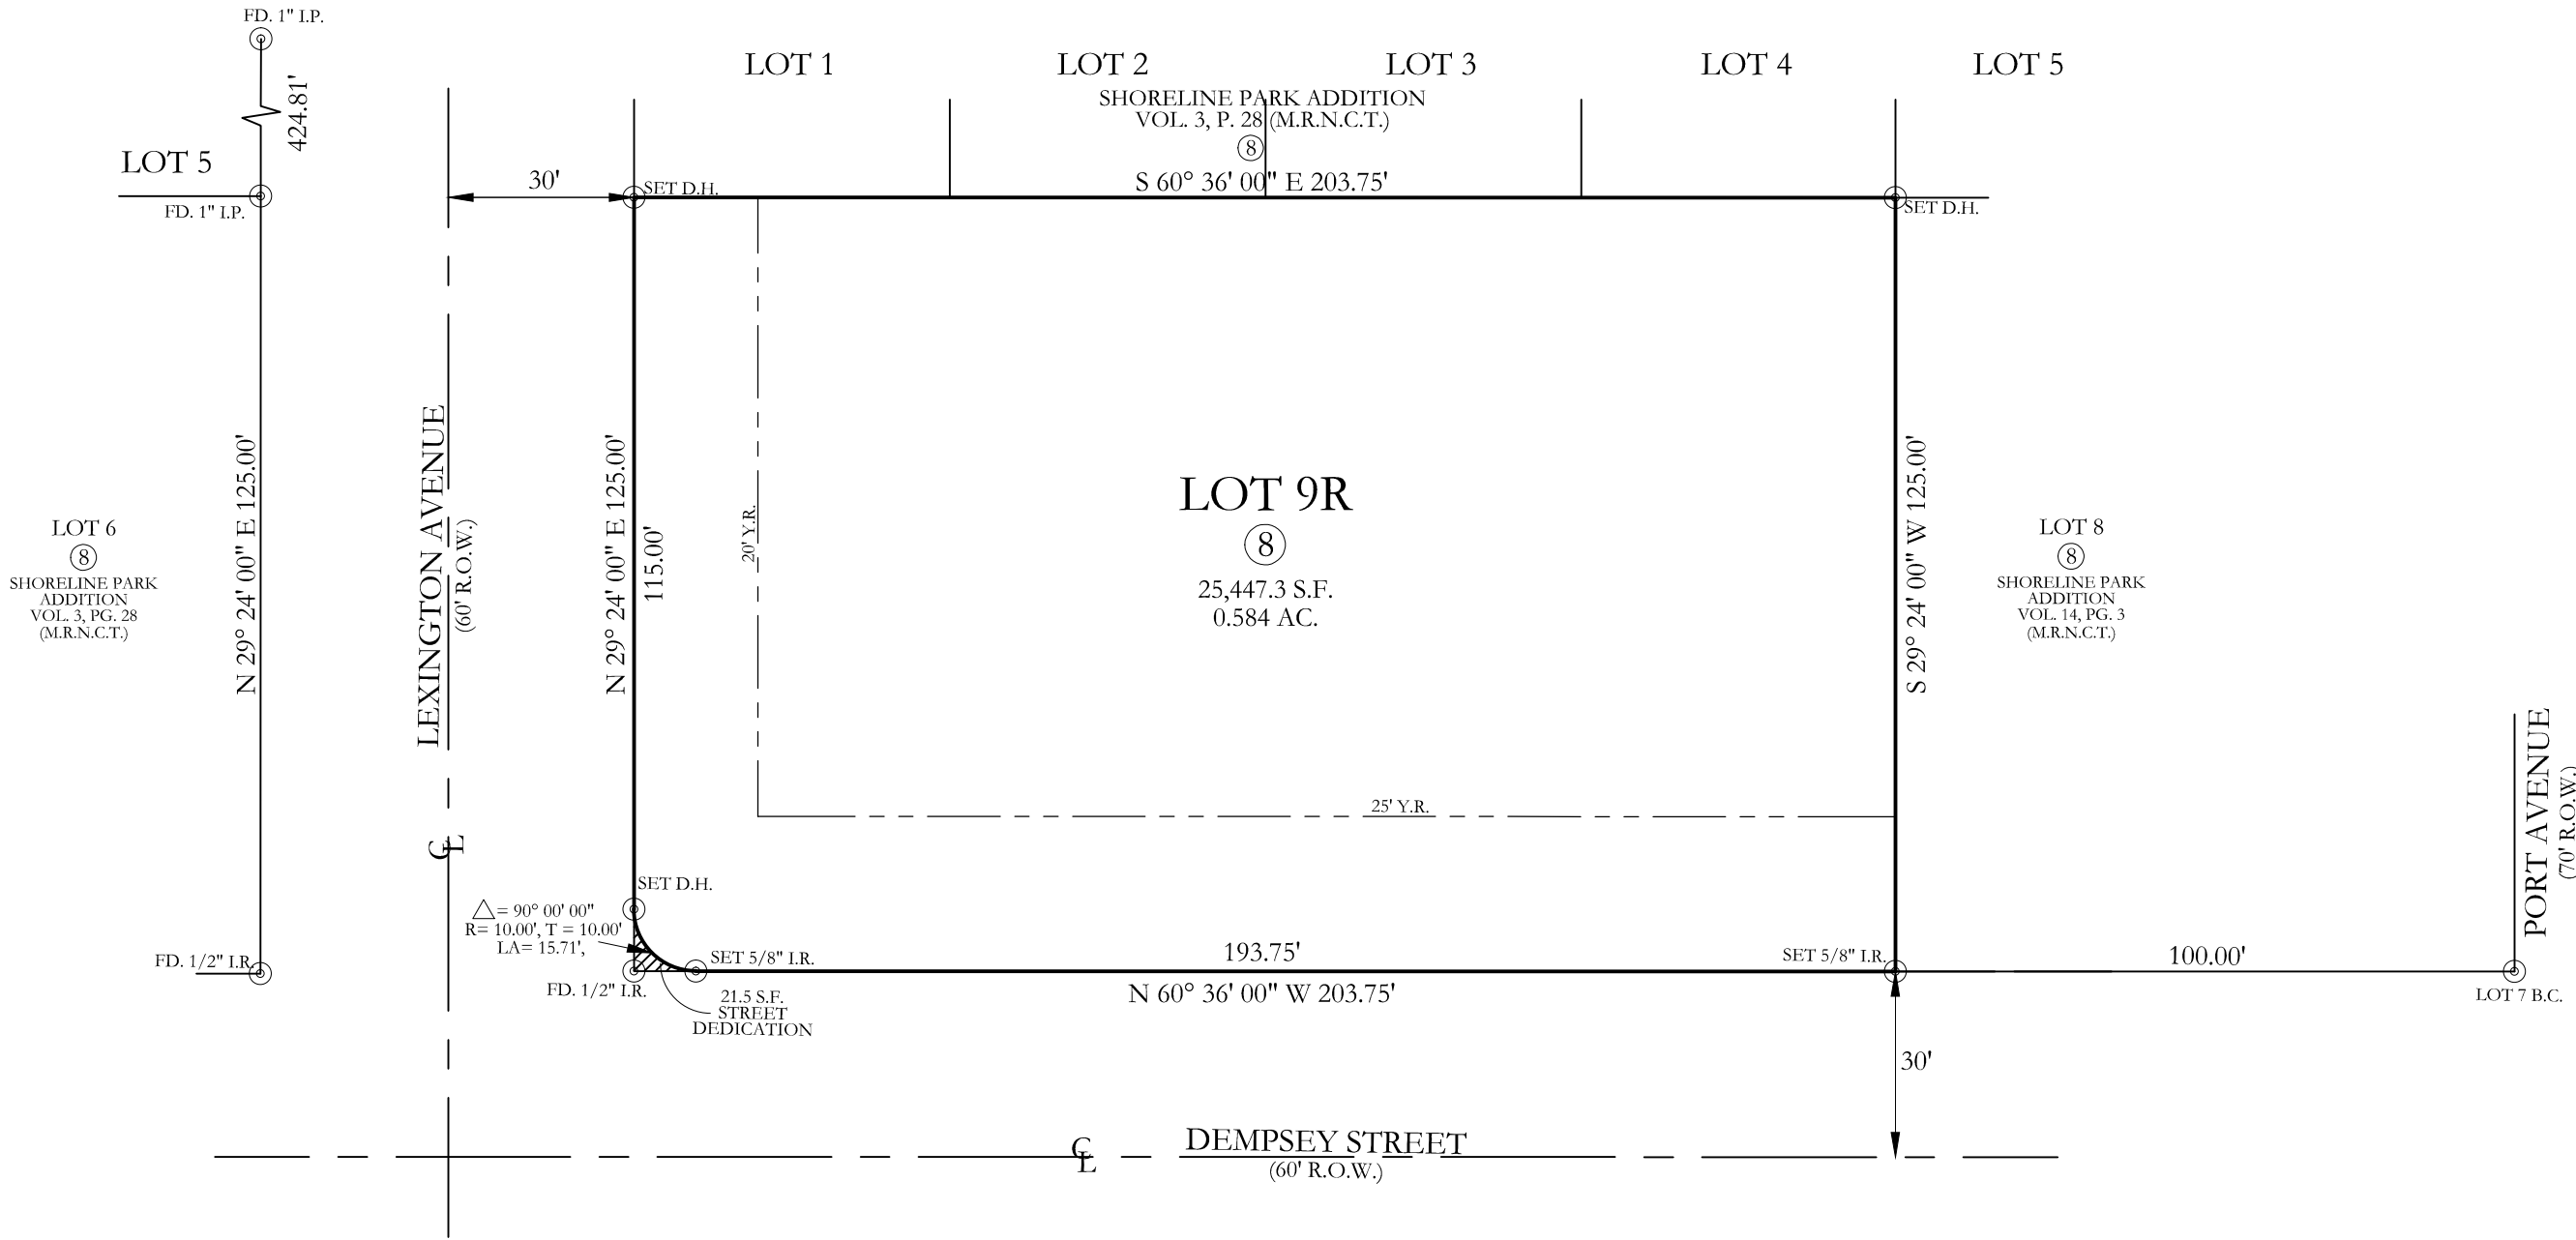 FD. 1" I.P.
424.81'
LOT 5
FD. 1" I.P.
N 29° 24' 00" E 125.00'
LOT 6
8
SHORELINE PARK
ADDITION
VOL. 3, PG. 28
(M.R.N.C.T.)
FD. 1/2" I.R.
LEXINGTON AVENUE
(60' R.O.W.)
CL
30'
SET D.H.
LOT 1
LOT 2
LOT 3
LOT 4
LOT 5
SHORELINE PARK ADDITION
VOL. 3, P. 28 (M.R.N.C.T.)
8
S 60° 36' 00" E 203.75'
SET D.H.
N 29° 24' 00" E 125.00'
115.00'
20' Y.R.
LOT 9R
8
25,447.3 S.F.
0.584 AC.
25' Y.R.
S 29° 24' 00" W 125.00'
LOT 8
8
SHORELINE PARK
ADDITION
VOL. 14, PG. 3
(M.R.N.C.T.)
PORT AVENUE
(70' R.O.W.)
SET D.H.
△= 90° 00' 00"
R= 10.00', T = 10.00'
LA= 15.71',
SET 5/8" I.R.
193.75'
SET 5/8" I.R.
100.00'
FD. 1/2" I.R.
21.5 S.F.
STREET
DEDICATION
N 60° 36' 00" W 203.75'
LOT 7 B.C.
30'
CL
DEMPSEY STREET
(60' R.O.W.)